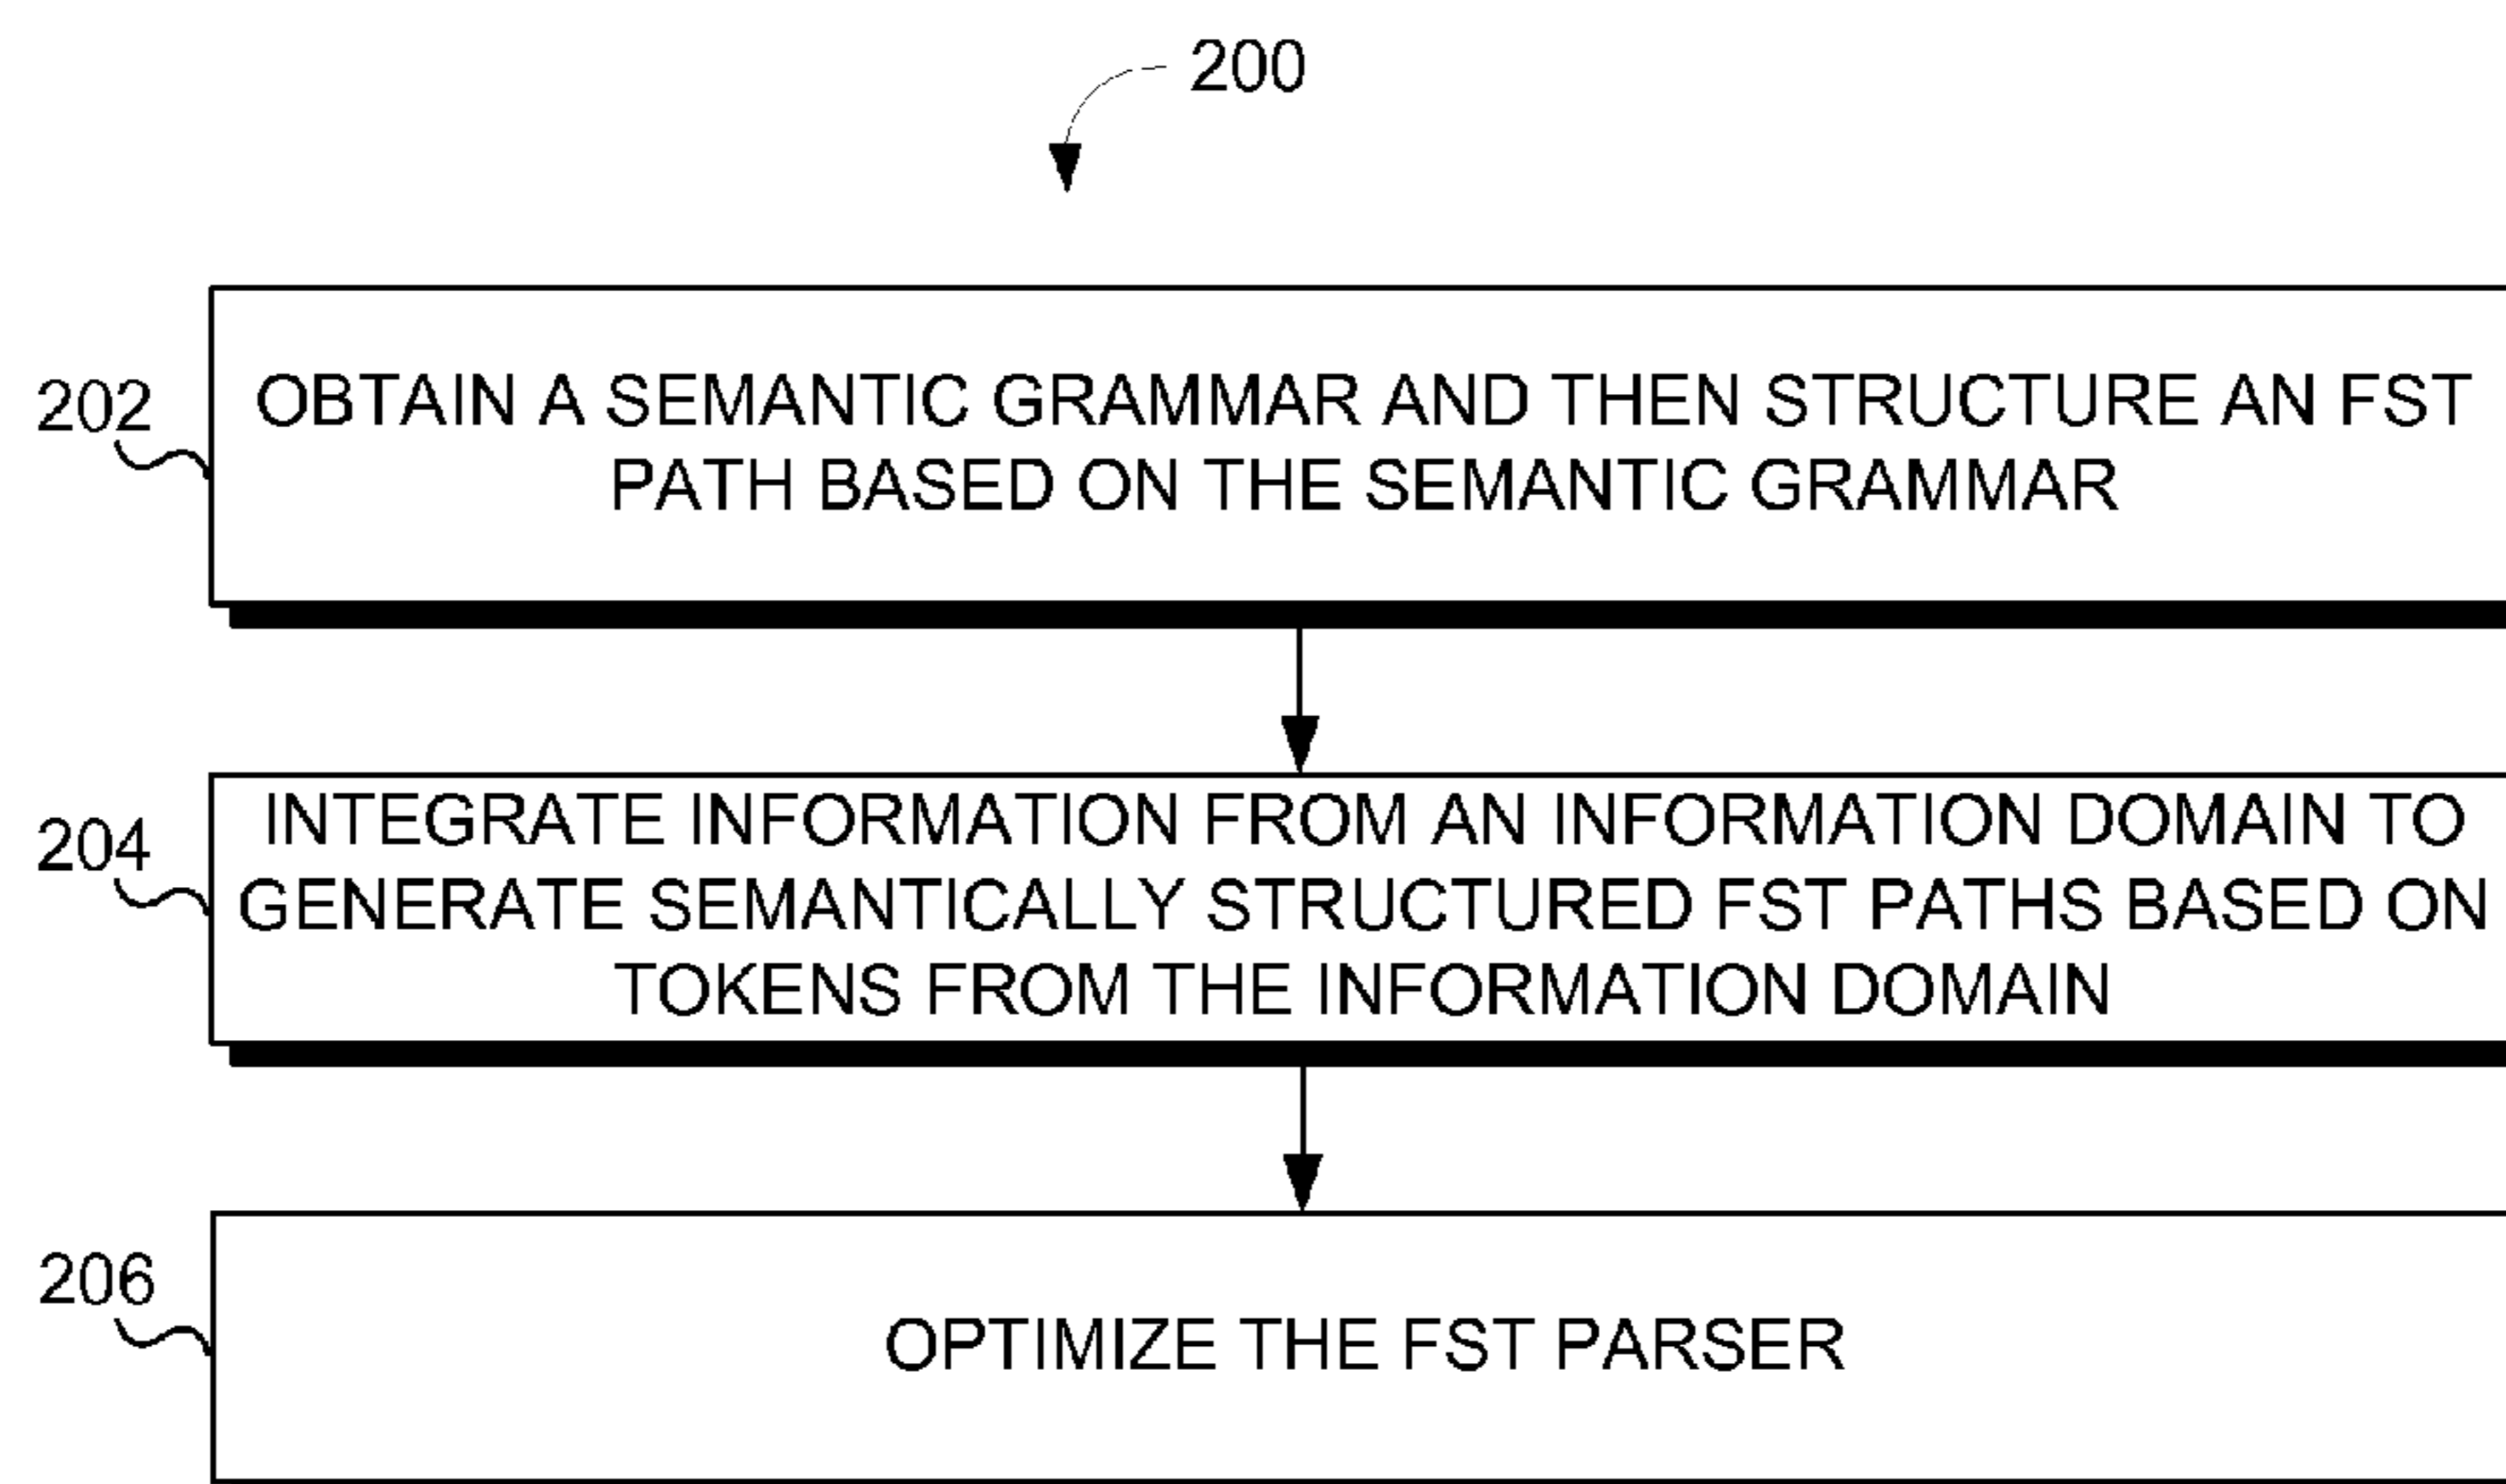 200
202
OBTAIN A SEMANTIC GRAMMAR AND THEN STRUCTURE AN FST
PATH BASED ON THE SEMANTIC GRAMMAR
204
INTEGRATE INFORMATION FROM AN INFORMATION DOMAIN TO
GENERATE SEMANTICALLY STRUCTURED FST PATHS BASED ON
TOKENS FROM THE INFORMATION DOMAIN
206
OPTIMIZE THE FST PARSER